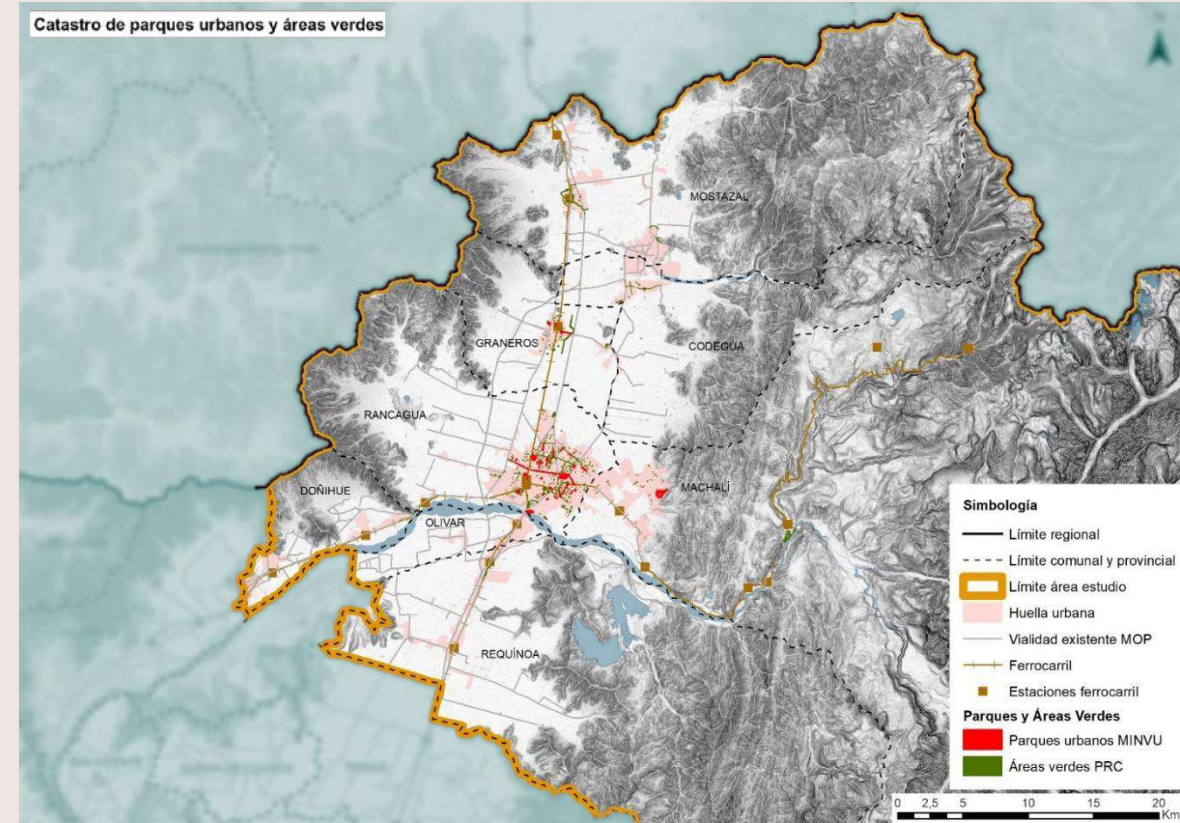 Catastro de parques urbanos y áreas verdes
MOSTAZAL
GRANEROS
CODEGUA
RANCAGUA
DOÑIHUE
MACHALÍ
OLIVAR
REQUÍNOA
Simbología
Límite regional
Límite comunal y provincial
Límite área estudio
Huella urbana
Vialidad existente MOP
Ferrocarril
Estaciones ferrocarril
Parques y Áreas Verdes
Parques urbanos MINVU
Áreas verdes PRC
0 2,5 5 10 15 20
Km